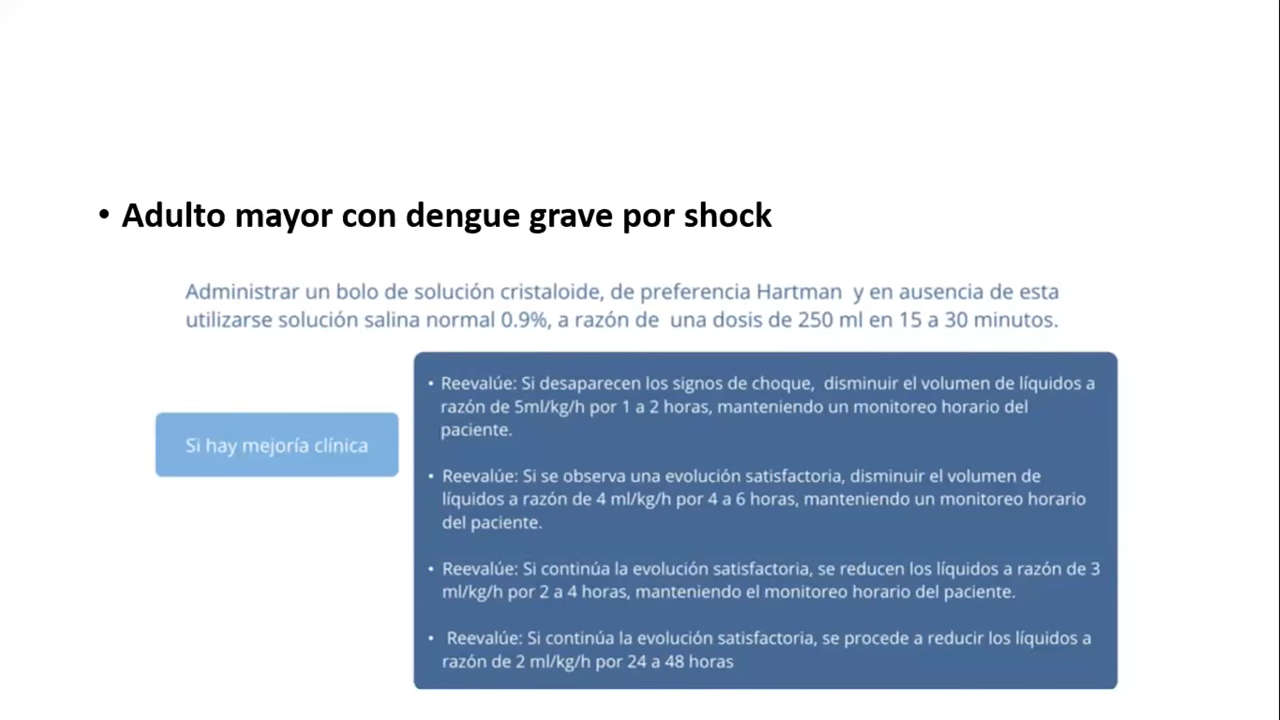 • Adulto mayor con dengue grave por shock
Administrar un bolo de solución cristaloide, de preferencia Hartman y en ausencia de esta
utilizarse solución salina normal 0.9%, a razón de una dosis de 250 ml en 15 a 30 minutos.
Si hay mejoría clínica
• Reevalúe: Si desaparecen los signos de choque, disminuir el volumen de líquidos a
razón de 5ml/kg/h por 1 a 2 horas, manteniendo un monitoreo horario del
paciente.
• Reevalúe: Si se observa una evolución satisfactoria, disminuir el volumen de
líquidos a razón de 4 ml/kg/h por 4 a 6 horas, manteniendo un monitoreo horario
del paciente.
• Reevalúe: Si continúa la evolución satisfactoria, se reducen los líquidos a razón de 3
ml/kg/h por 2 a 4 horas, manteniendo el monitoreo horario del paciente.
• Reevalúe: Si continúa la evolución satisfactoria, se procede a reducir los líquidos a
razón de 2 ml/kg/h por 24 a 48 horas